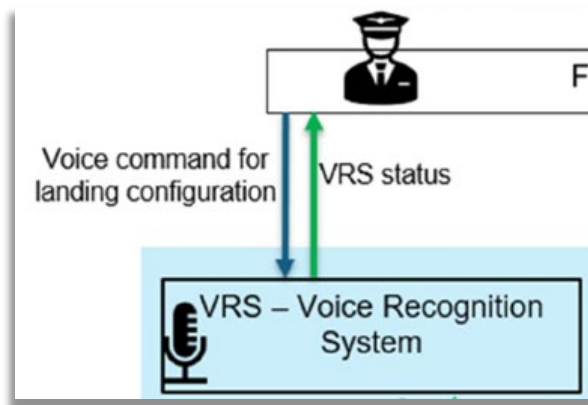 F
Voice command for
landing configuration
VRS status
VRS – Voice Recognition
System